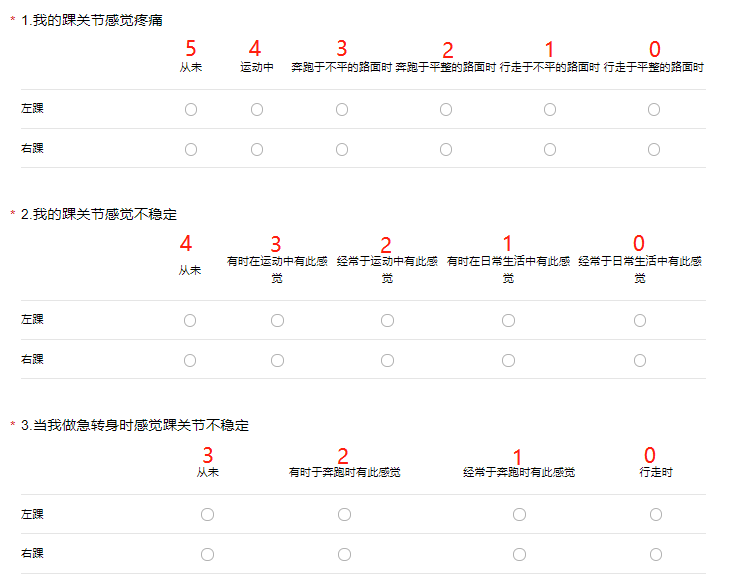 * 1.我的踝关节感觉疼痛
5 4 3 2 1 0
从未 运动中 奔跑于不平的路面时 奔跑于平整的路面时 行走于不平的路面时 行走于平整的路面时
左踝
右踝
* 2.我的踝关节感觉不稳定
4 3 2 1 0
从未 有时在运动中有此感觉 经常于运动中有此感觉 有时在日常生活中有此感觉 经常于日常生活中有此感觉
左踝
右踝
* 3.当我做急转身时感觉踝关节不稳定
3 2 1 0
从未 有时于奔跑时有此感觉 经常于奔跑时有此感觉 行走时
左踝
右踝